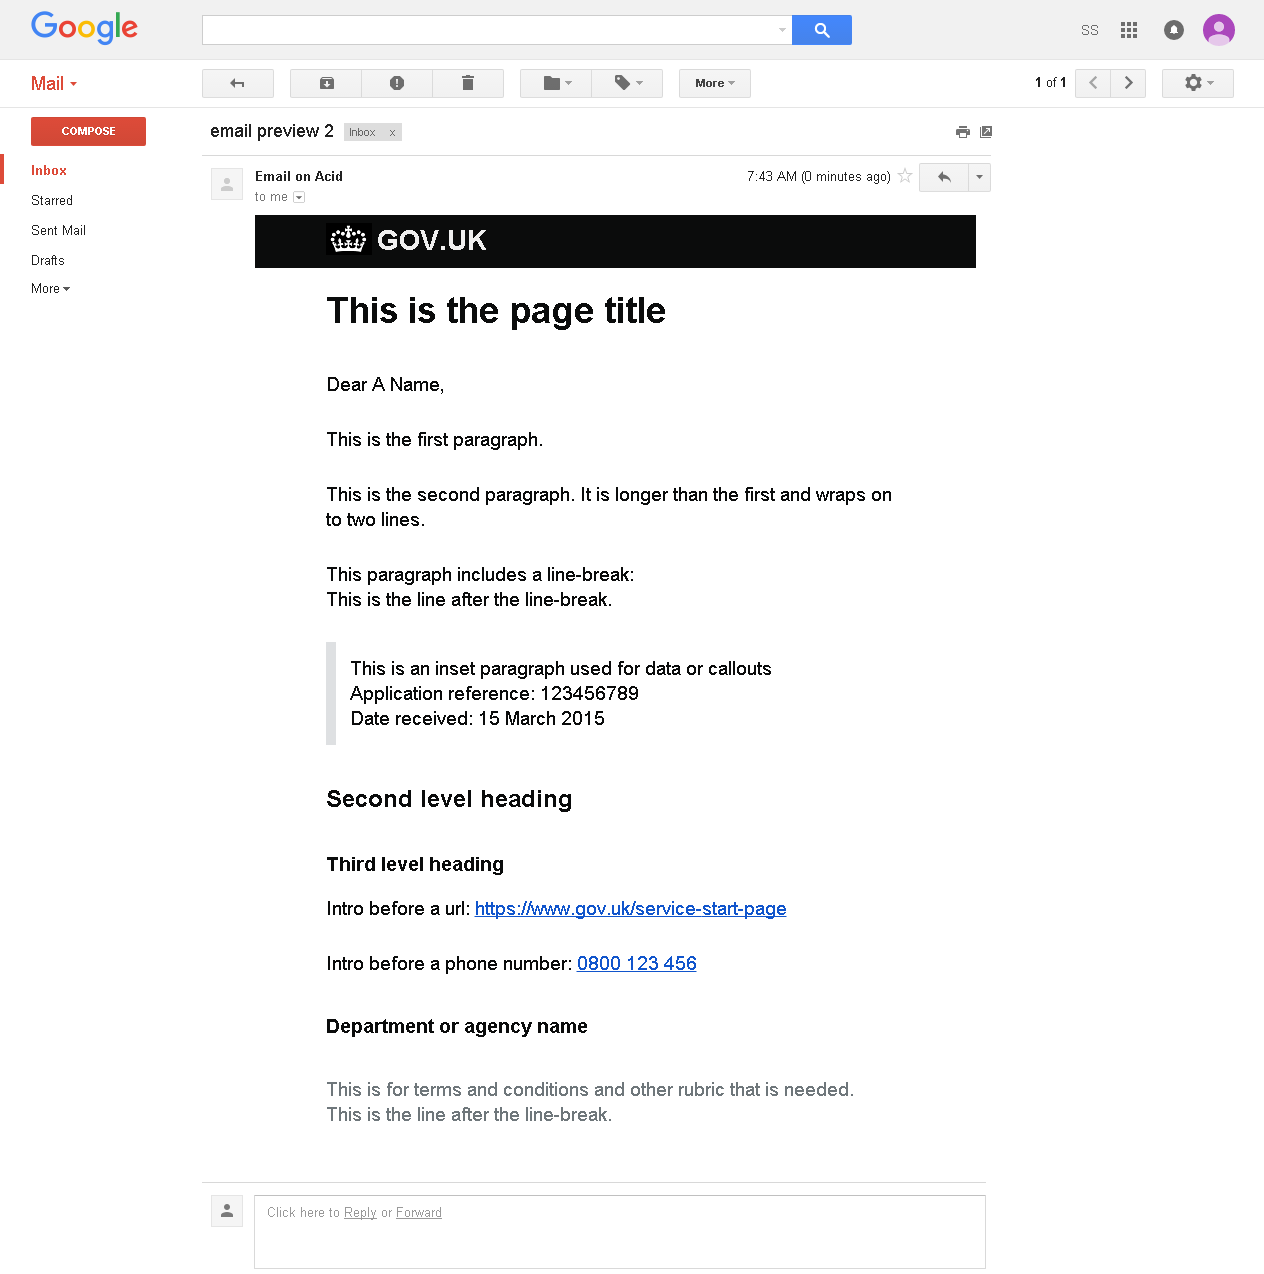 Google
SS
Mail
More
1 of 1
COMPOSE
Inbox
Starred
Sent Mail
Drafts
More
email preview 2
Inbox x
Email on Acid
7:43 AM (0 minutes ago)
to me
GOV.UK
This is the page title
Dear A Name,
This is the first paragraph.
This is the second paragraph. It is longer than the first and wraps on
to two lines.
This paragraph includes a line-break:
This is the line after the line-break.
This is an inset paragraph used for data or callouts
Application reference: 123456789
Date received: 15 March 2015
Second level heading
Third level heading
Intro before a url: https://www.gov.uk/service-start-page
Intro before a phone number: 0800 123 456
Department or agency name
This is for terms and conditions and other rubric that is needed.
This is the line after the line-break.
Click here to Reply or Forward